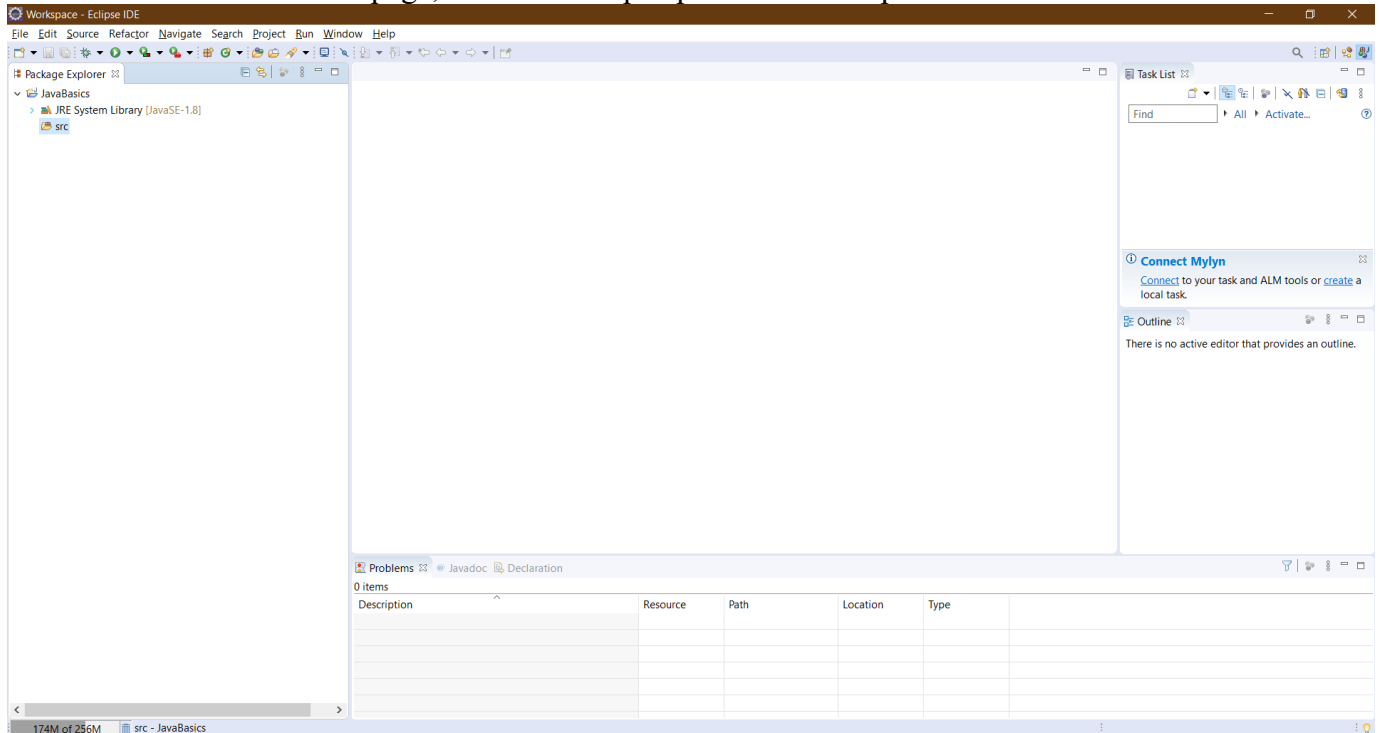 Workspace - Eclipse IDE
File Edit Source Refactor Navigate Search Project Run Window Help
Package Explorer
JavaBasics
JRE System Library [JavaSE-1.8]
src
Task List
Find All Activate...
Connect Mylyn
Connect to your task and ALM tools or create a
local task.
Outline
There is no active editor that provides an outline.
Problems Javadoc Declaration
0 items
Description Resource Path Location Type
174M of 256M src - JavaBasics